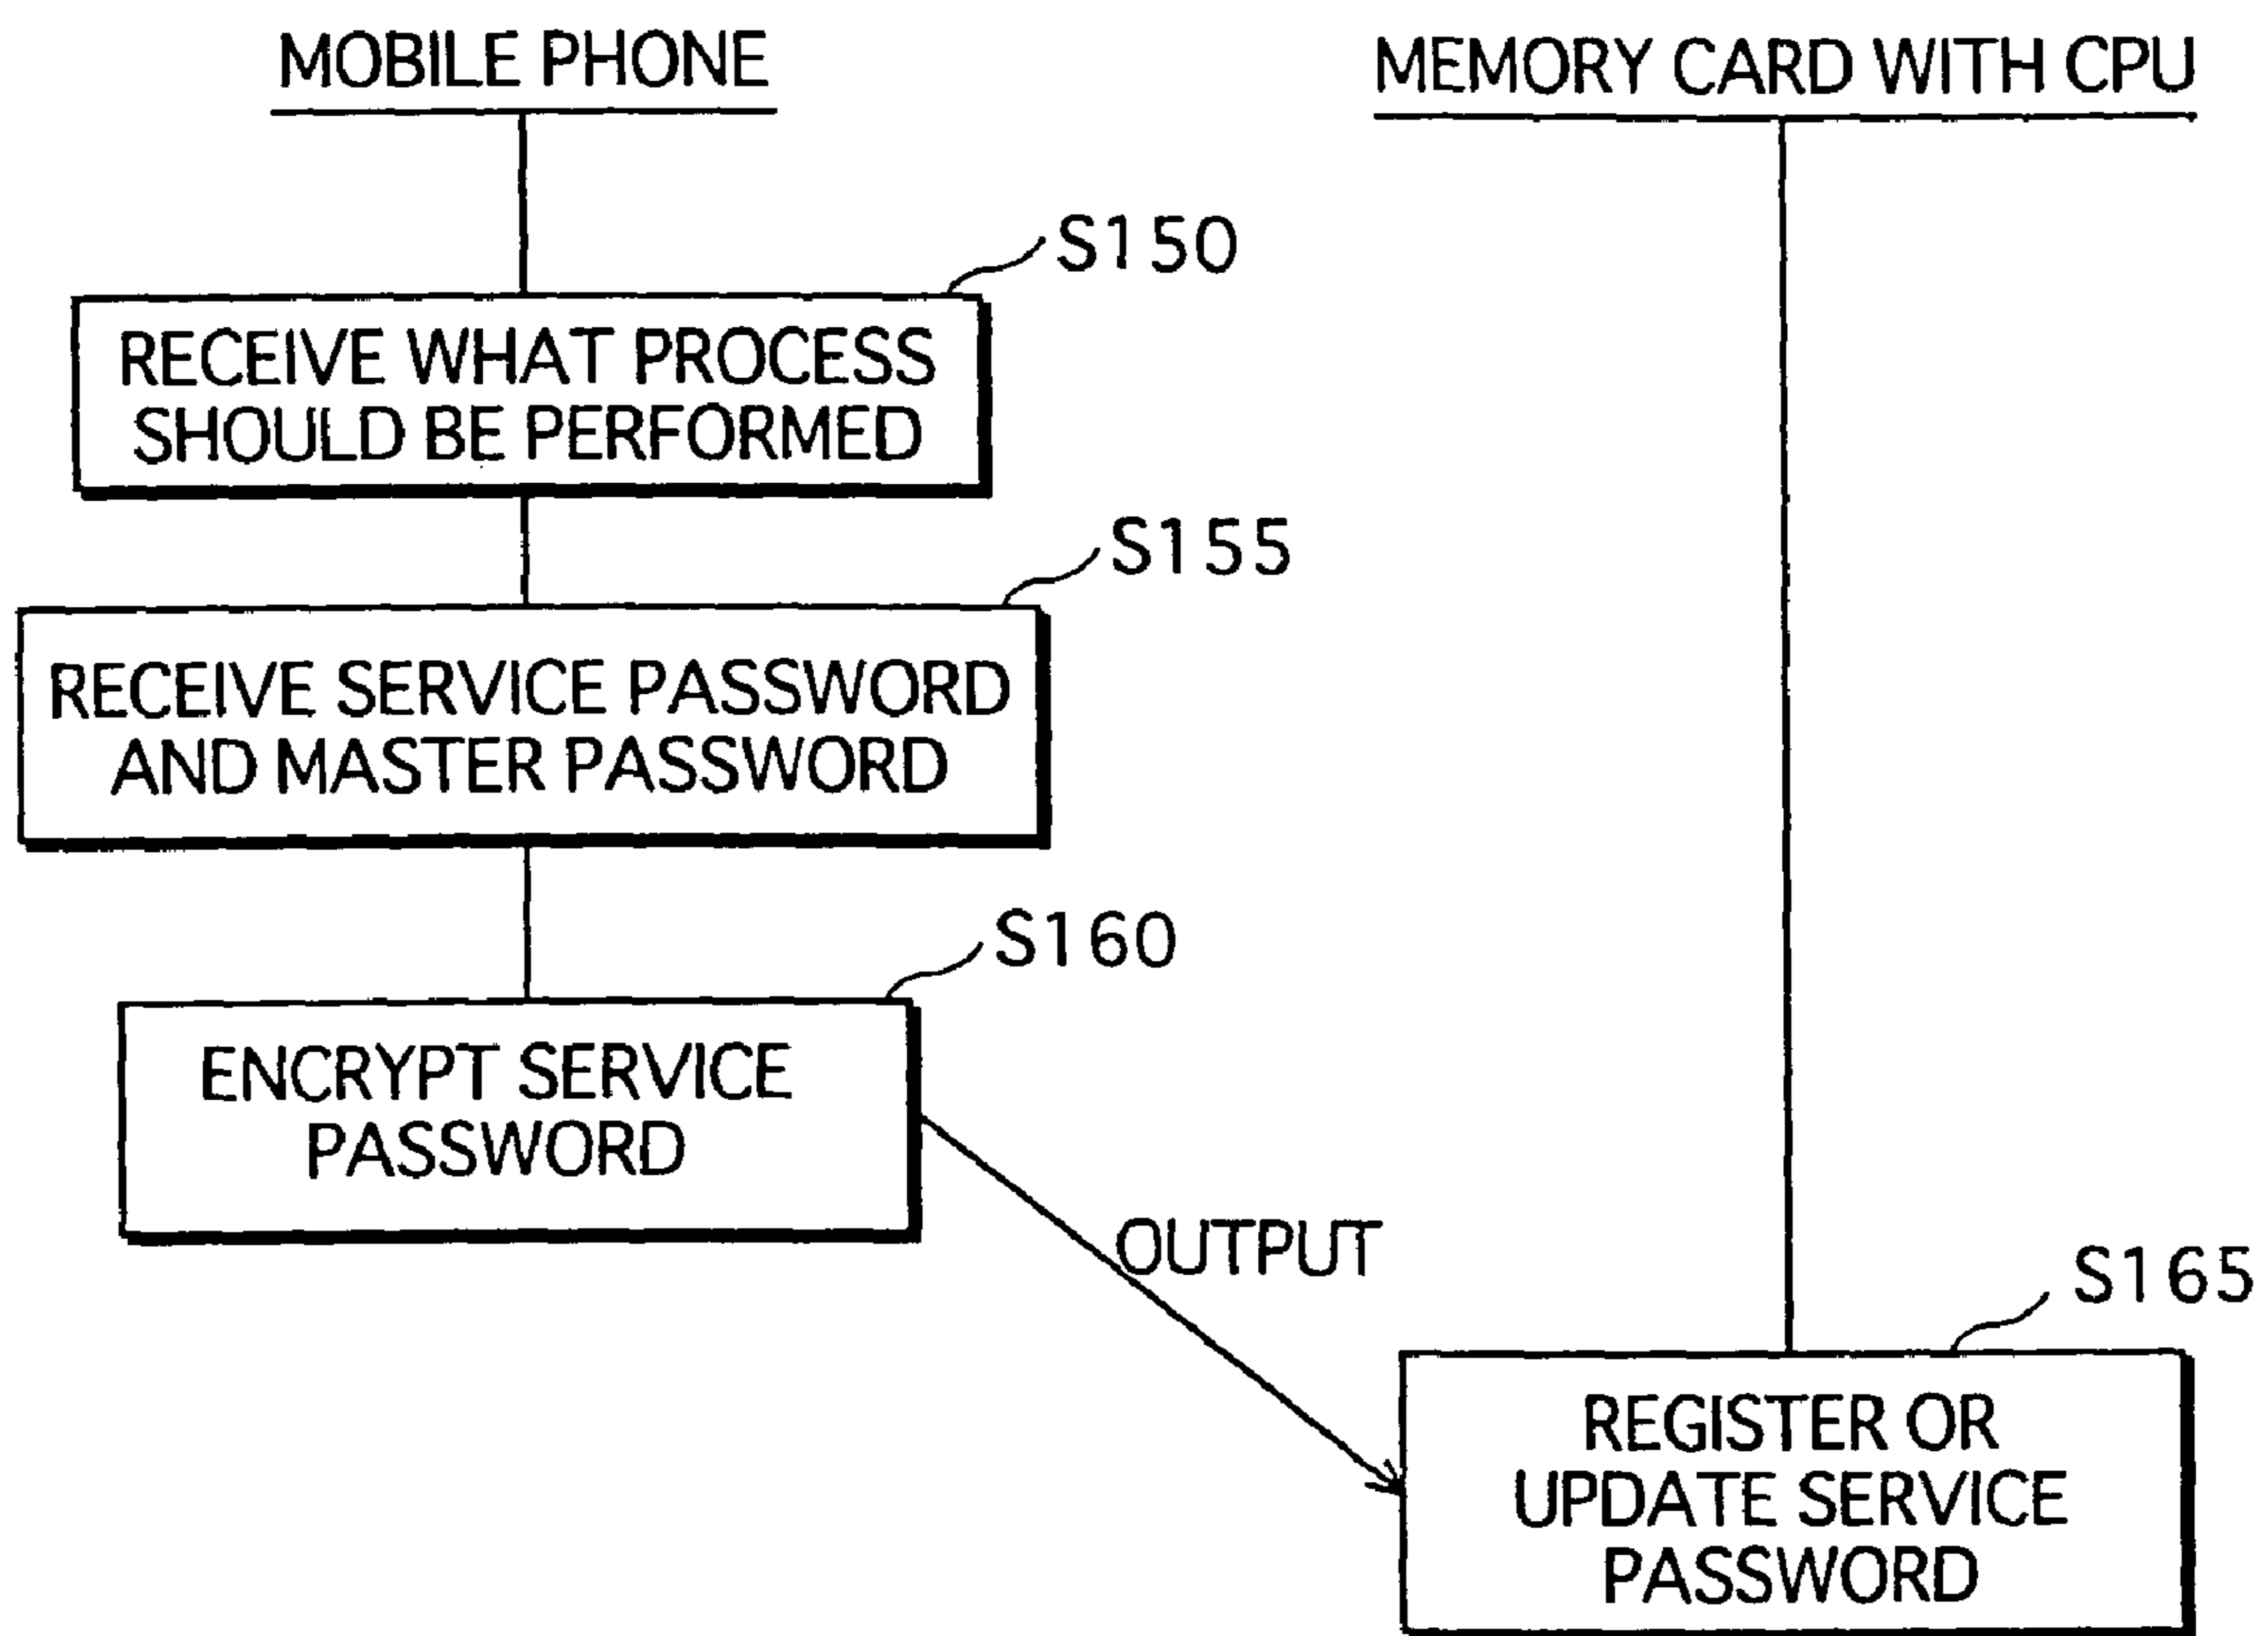 MOBILE PHONE
MEMORY CARD WITH CPU
S150
RECEIVE WHAT PROCESS
SHOULD BE PERFORMED
S155
RECEIVE SERVICE PASSWORD
AND MASTER PASSWORD
S160
ENCRYPT SERVICE
PASSWORD
OUTPUT
S165
REGISTER OR
UPDATE SERVICE
PASSWORD